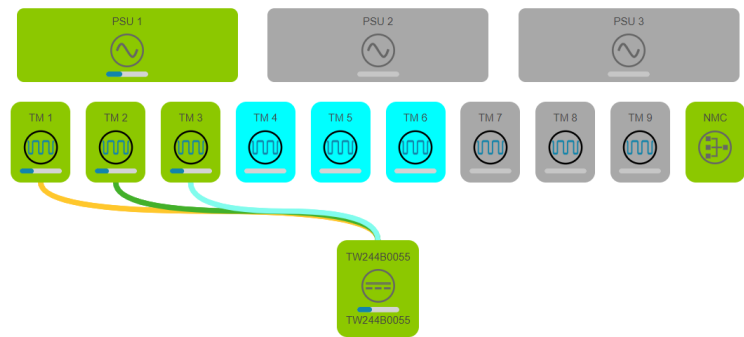 PSU 1
PSU 2
PSU 3
TM 1
TM 2
TM 3
TM 4
TM 5
TM 6
TM 7
TM 8
TM 9
NMC
TW244B0055
TW244B0055